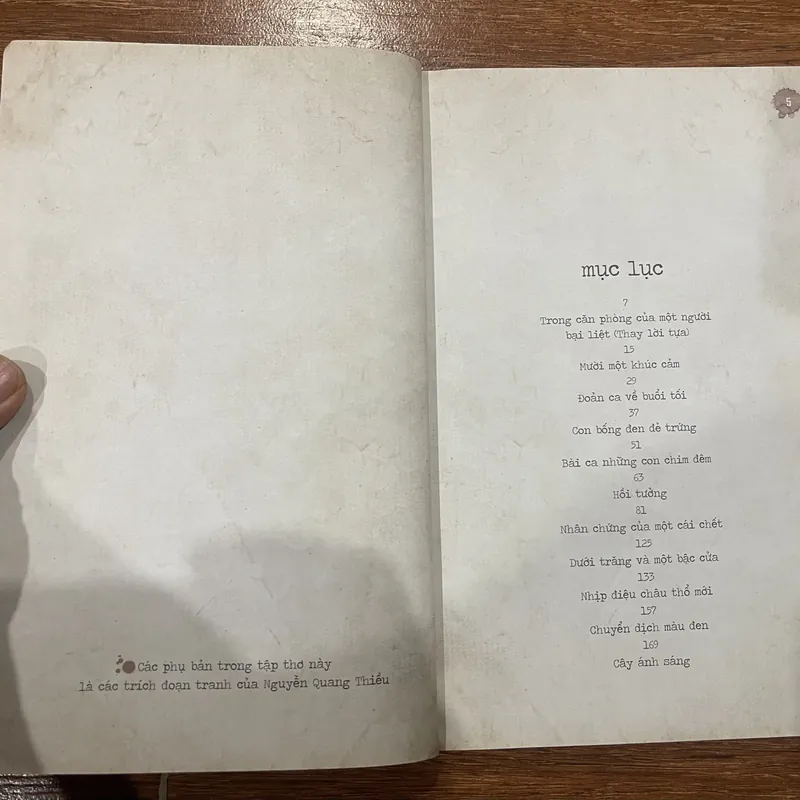 Các phụ bản trong tập thơ này
là các trích đoạn tranh của Nguyễn Quang Thiều
5
mục lục
7
Trong căn phòng của một người
bại liệt (Thay lời tựa)
15
Mười một khúc cảm
29
Đoản ca về buổi tối
37
Con bống đen đẻ trứng
51
Bài ca những con chim đêm
63
Hồi tưởng
81
Nhân chứng của một cái chết
125
Dưới trăng và một bậc cửa
133
Nhịp điệu châu thổ mới
157
Chuyển dịch màu đen
169
Cây ánh sáng